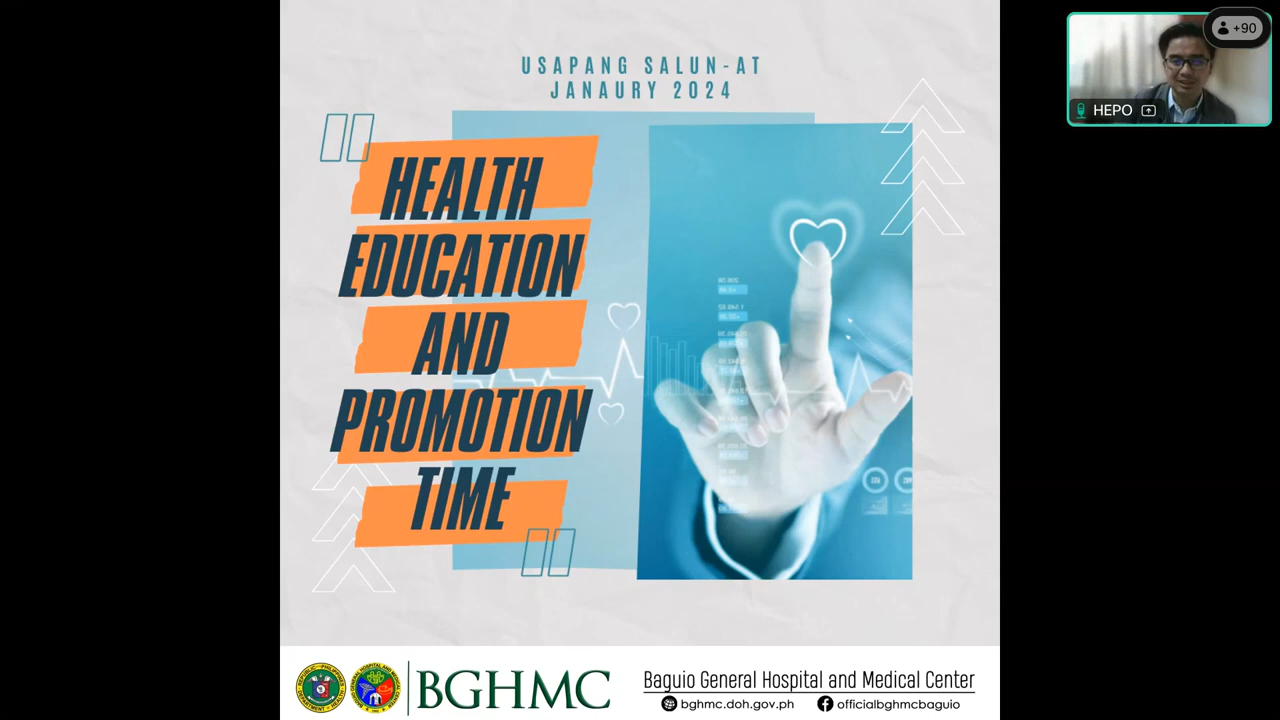 USAPANG SALUN-AT
JANAURY 2024
+90
HEPO
HEALTH
EDUCATION
AND
PROMOTION
TIME
BGHMC
Baguio General Hospital and Medical Center
bghmc.doh.gov.ph
officialbghmcbaguio